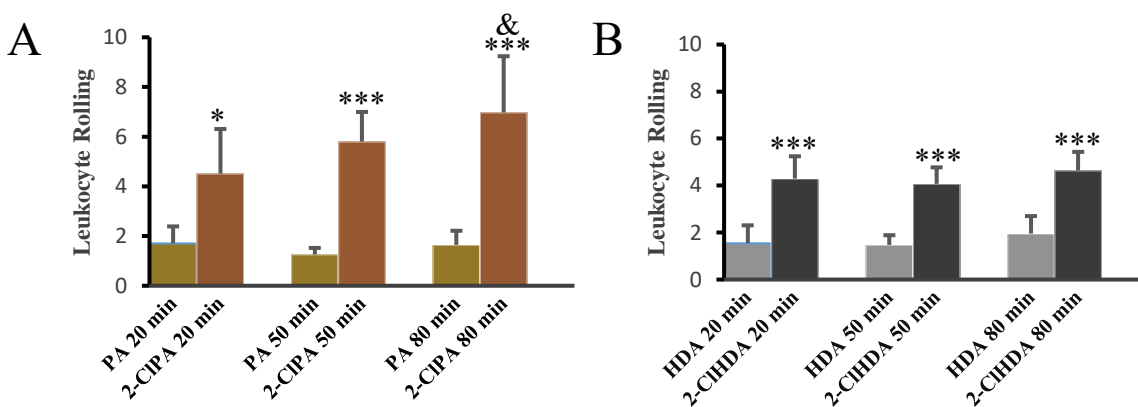 A
Leukocyte Rolling
10
8
6
4
2
0
*
***
&
***
PA 20 min
2-ClPA 20 min
PA 50 min
2-ClPA 50 min
PA 80 min
2-ClPA 80 min
B
Leukocyte Rolling
10
8
6
4
2
0
***
***
***
HDA 20 min
2-ClHDA 20 min
HDA 50 min
2-ClHDA 50 min
HDA 80 min
2-ClHDA 80 min